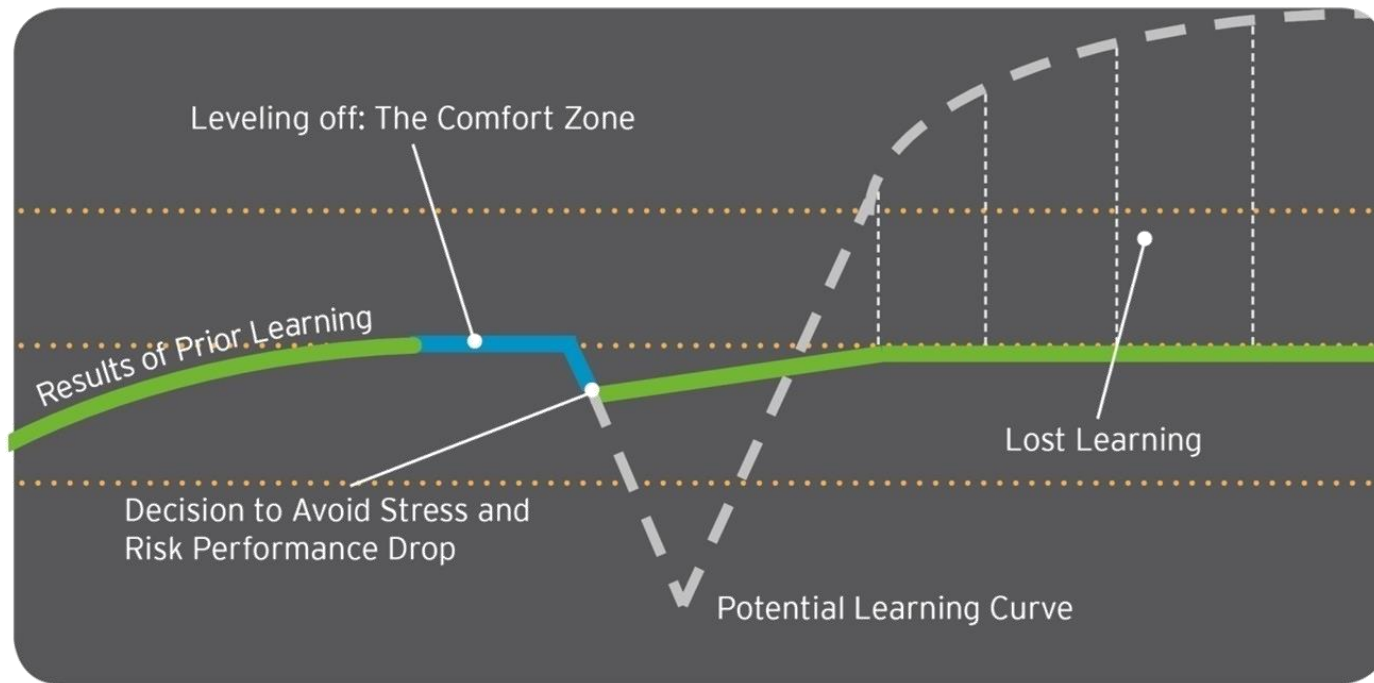 Leveling off: The Comfort Zone
Results of Prior Learning
Lost Learning
Decision to Avoid Stress and
Risk Performance Drop
Potential Learning Curve